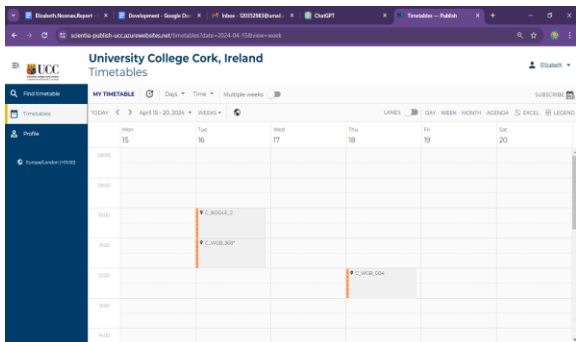 Elizabeth.Noonan.Report
Development - Google Doc
Inbox - 120312983@umail.
ChatGPT
Timetables — Publish
scientia-publish-ucc.azurewebsites.net/timetables?date=2024-04-15&view=week
UCC
University College Cork, Ireland
Timetables
Elizabeth
Find timetable
MY TIMETABLE Days Time Multiple weeks
SUBSCRIBE
Timetables
TODAY April 15 - 20, 2024 WEEKS
LANES DAY WEEK MONTH AGENDA EXCEL LEGEND
Profile
Mon Tue Wed Thu Fri Sat
15 16 17 18 19 20
Europe/London (+01:00)
08:00
09:00
10:00 C_BOOLE_2
11:00 C_WGB_369*
12:00 C_WGB_G04
13:00
14:00